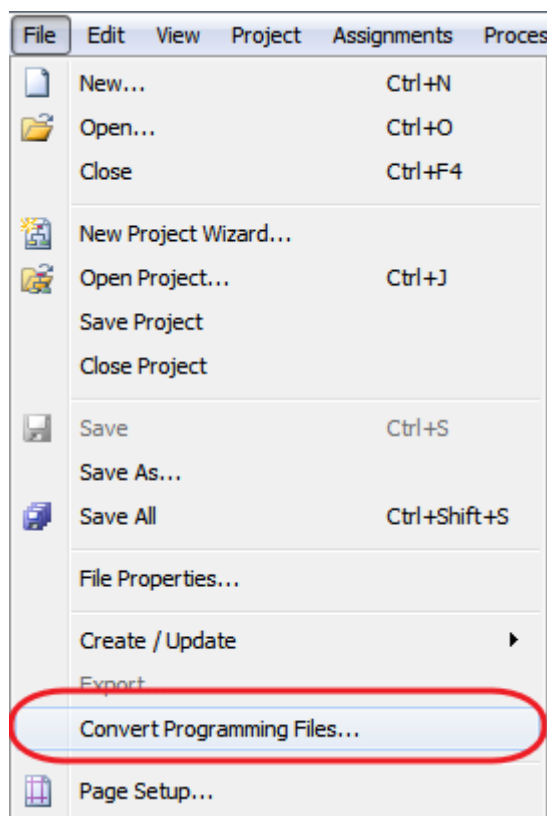 File Edit View Project Assignments Proces
New... Ctrl+N
Open... Ctrl+O
Close Ctrl+F4
New Project Wizard...
Open Project... Ctrl+J
Save Project
Close Project
Save Ctrl+S
Save As...
Save All Ctrl+Shift+S
File Properties...
Create / Update
Export
Convert Programming Files...
Page Setup...